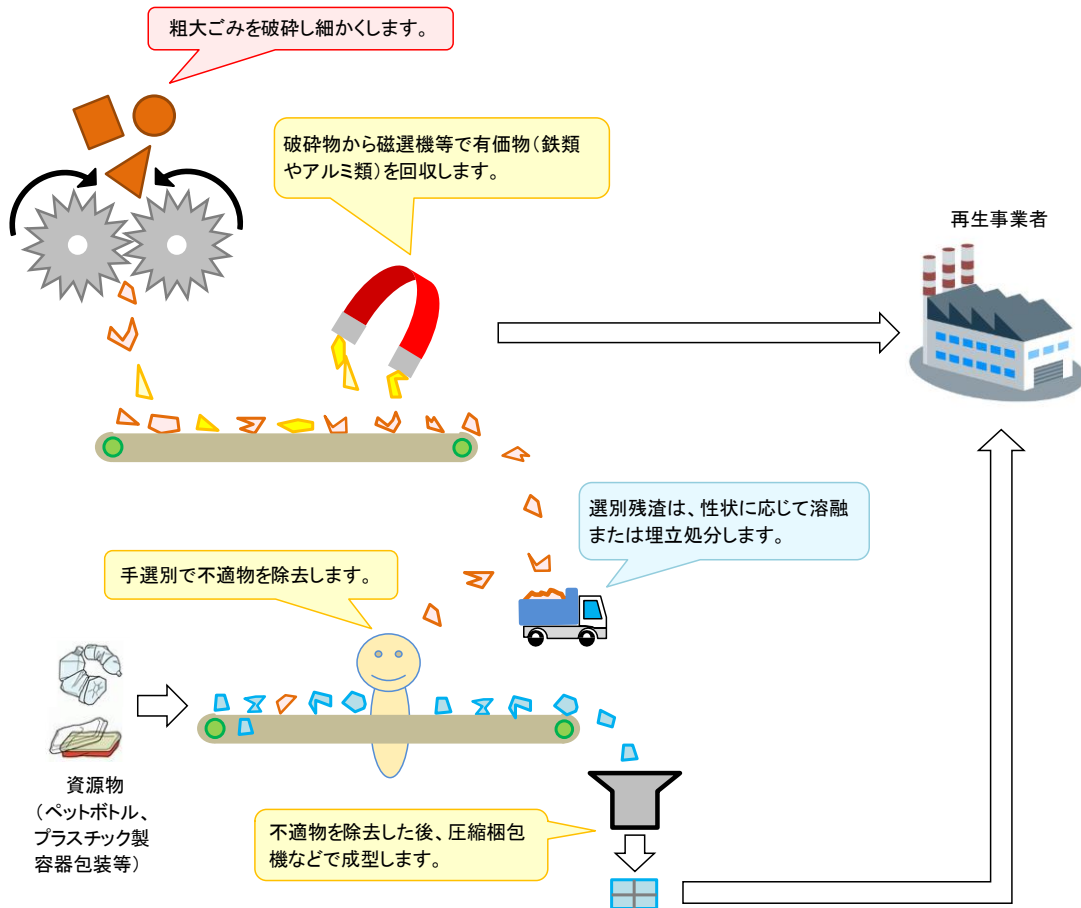 粗大ごみを破砕し細かくします。
破砕物から磁選機等で有価物（鉄類
やアルミ類）を回収します。
再生事業者
選別残渣は、性状に応じて溶融
または埋立処分します。
手選別で不適物を除去します。
資源物
（ペットボトル、
プラスチック製
容器包装等）
不適物を除去した後、圧縮梱包
機などで成型します。